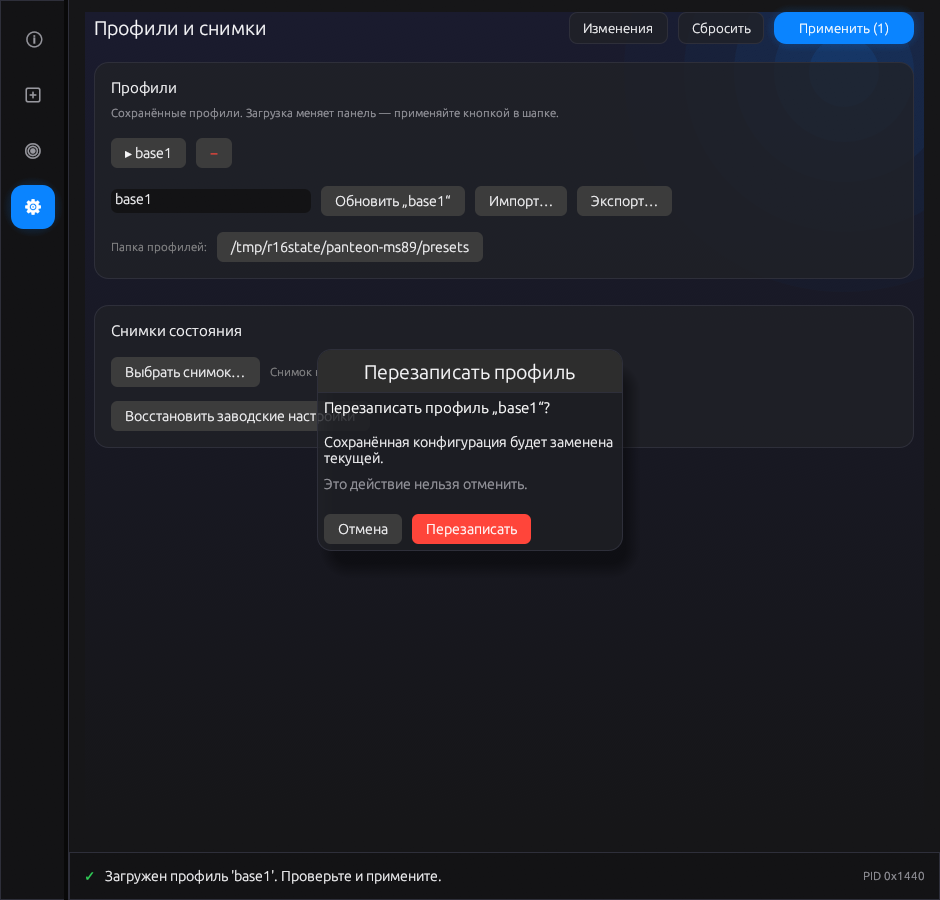 Профили и снимки
Изменения
Сбросить
Применить (1)
Профили
Сохранённые профили. Загрузка меняет панель — применяйте кнопкой в шапке.
▸ base1
–
base1
Обновить „base1“
Импорт...
Экспорт...
Папка профилей:
/tmp/r16state/panteon-ms89/presets
Снимки состояния
Выбрать снимок...
Снимок
Восстановить заводские настройки
Перезаписать профиль
Перезаписать профиль „base1“?
Сохранённая конфигурация будет заменена
текущей.
Это действие нельзя отменить.
Отмена
Перезаписать
✓ Загружен профиль 'base1'. Проверьте и примените.
PID 0x1440